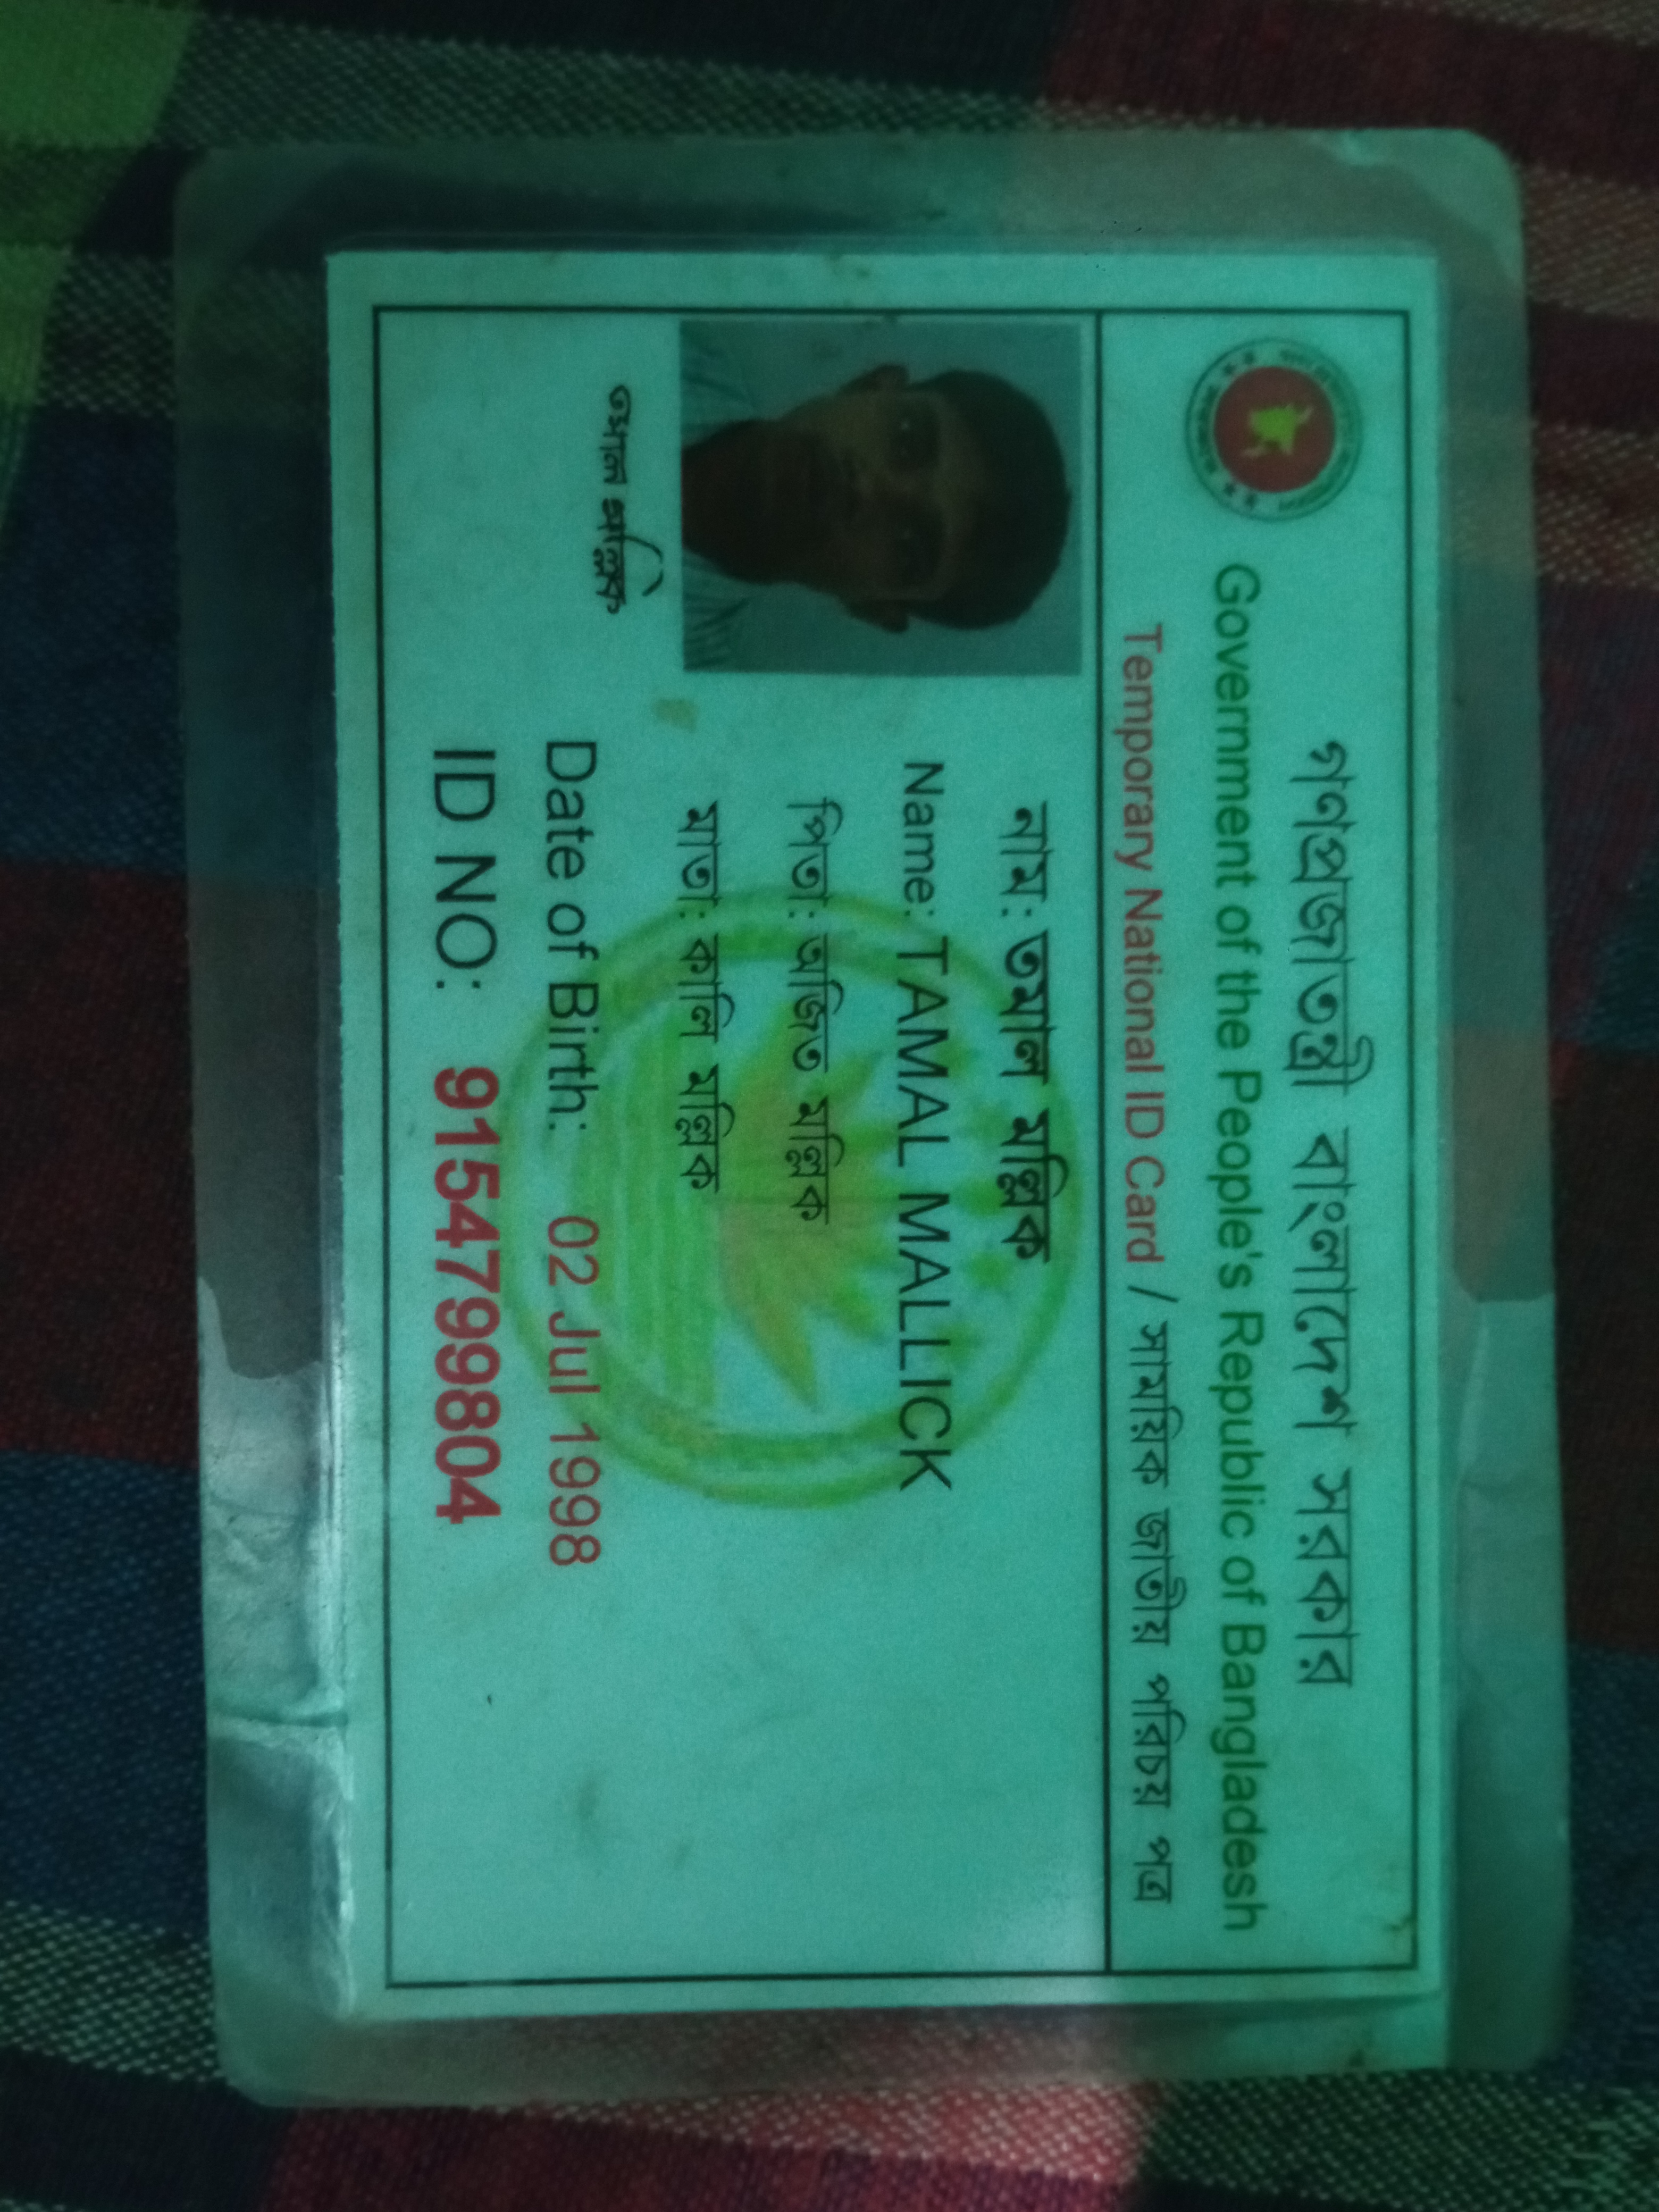 গণপ্রজাতন্ত্রী বাংলাদেশ সরকার
Government of the People's Republic of Bangladesh
Temporary National ID Card / সাময়িক জাতীয় পরিচয় পত্র
নাম: তমাল মল্লিক
Name: TAMAL MALLICK
পিতা: অজিত মল্লিক
মাতা: কালি মল্লিক
Date of Birth: 02 Jul 1998
ID NO: 9154799804
তমাল মল্লিক